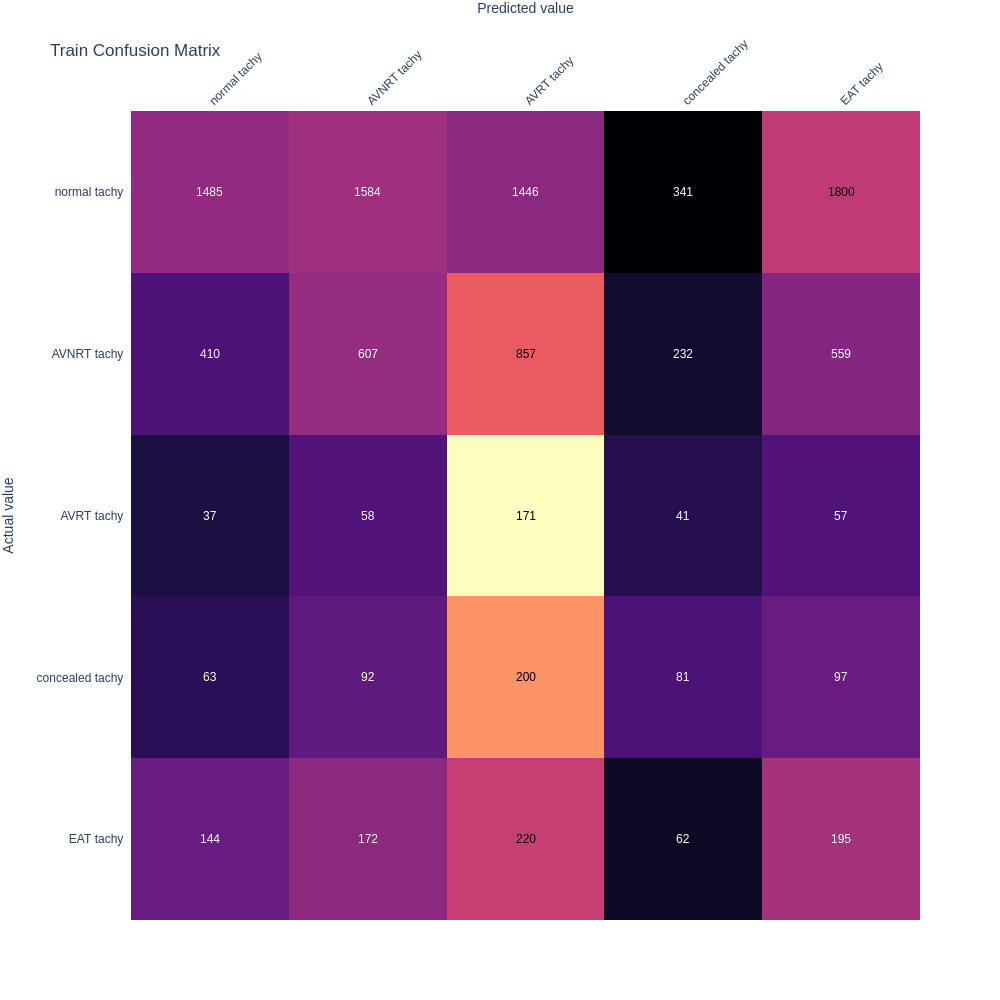 Predicted value
Train Confusion Matrix
normal tachy
AVNRT tachy
AVRT tachy
concealed tachy
EAT tachy
Actual value
normal tachy 1485 1584 1446 341 1800
AVNRT tachy 410 607 857 232 559
AVRT tachy 37 58 171 41 57
concealed tachy 63 92 200 81 97
EAT tachy 144 172 220 62 195